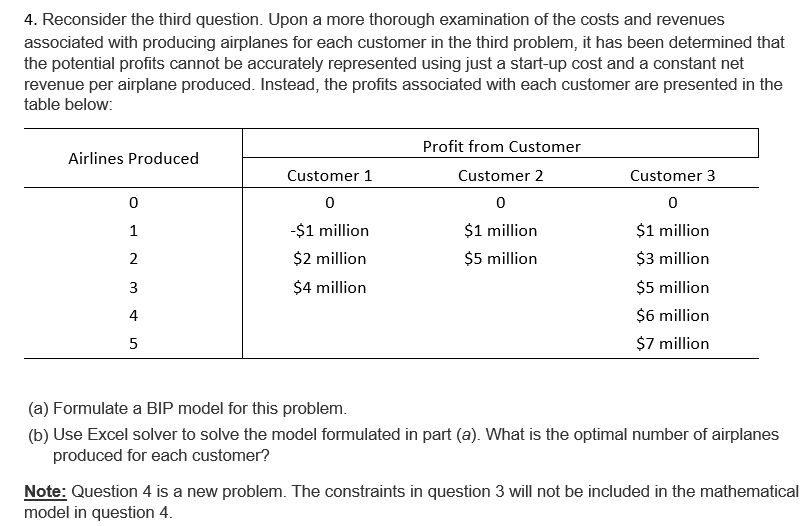 4. Reconsider the third question. Upon a more thorough examination of the costs and revenues
associated with producing airplanes for each customer in the third problem, it has been determined that
the potential profits cannot be accurately represented using just a start-up cost and a constant net
revenue per airplane produced. Instead, the profits associated with each customer are presented in the
table below:
Airlines Produced
Profit from Customer
Customer 1 Customer 2 Customer 3
0 0 0 0
1 -$1 million $1 million $1 million
2 $2 million $5 million $3 million
3 $4 million $5 million
4 $6 million
5 $7 million
(a) Formulate a BIP model for this problem.
(b) Use Excel solver to solve the model formulated in part (a). What is the optimal number of airplanes
produced for each customer?
Note: Question 4 is a new problem. The constraints in question 3 will not be included in the mathematical
model in question 4.